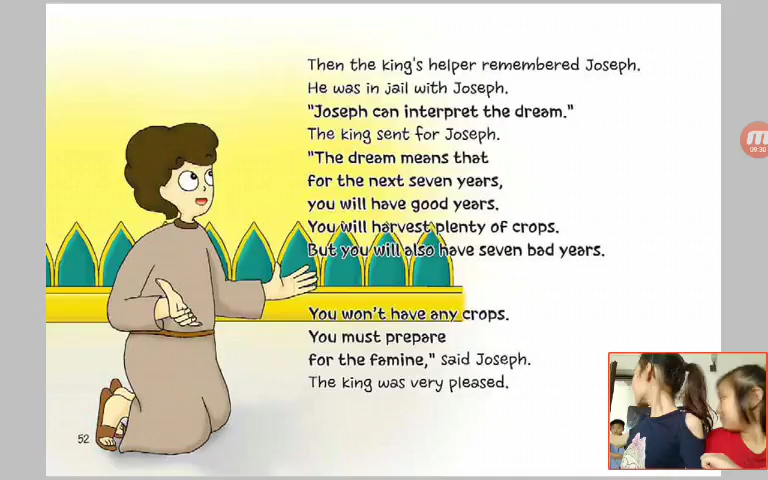 Then the king's helper remembered Joseph.
He was in jail with Joseph.
"Joseph can interpret the dream."
The king sent for Joseph.
"The dream means that
for the next seven years,
you will have good years.
You will harvest plenty of crops.
But you will also have seven bad years.
You won't have any crops.
You must prepare
for the famine," said Joseph.
The king was very pleased.
52
M
09:30